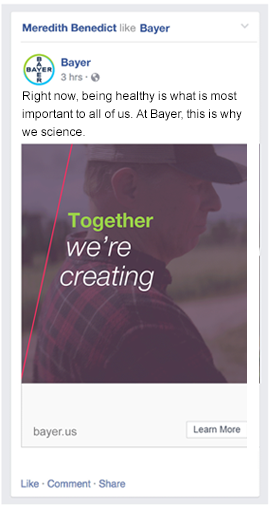 Meredith Benedict like Bayer
BAYER
BAYER
Bayer
3 hrs ·
Right now, being healthy is what is most
important to all of us. At Bayer, this is why
we science.
Together
we're
creating
bayer.us
Learn More
Like · Comment · Share